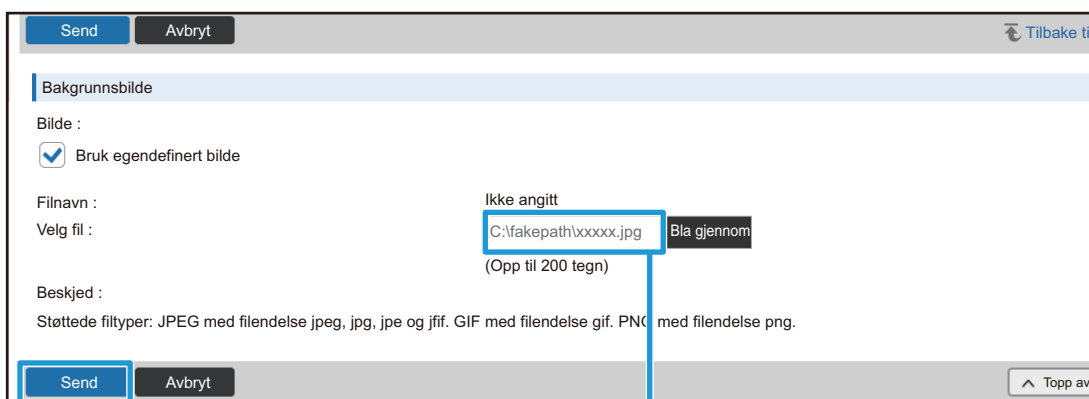 Send Avbryt Tilbake ti
Bakgrunnsbilde
Bilde :
Bruk egendefinert bilde
Filnavn : Ikke angitt
Velg fil : C:\fakepath\xxxxx.jpg Bla gjennom
(Opp til 200 tegn)
Beskjed :
Støttede filtyper: JPEG med filendelse jpeg, jpg, jpe og jfif. GIF med filendelse gif. PNG med filendelse png.
Send Avbryt Topp av